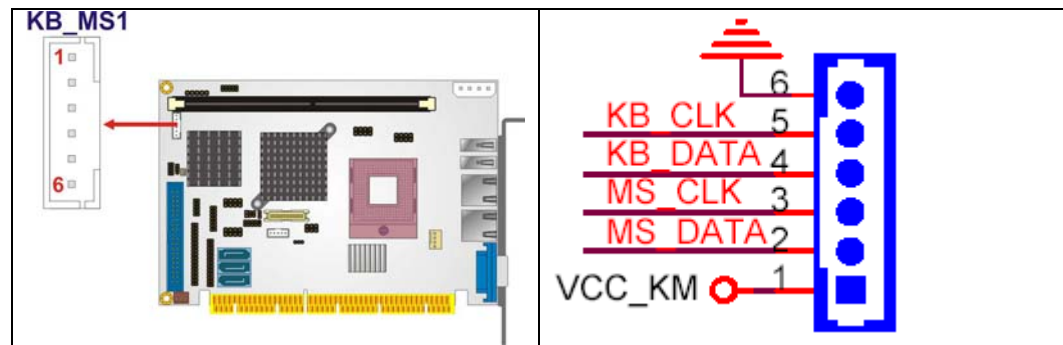 KB_MS1
1
6
6
KB_CLK 5
KB_DATA 4
MS_CLK 3
MS_DATA 2
VCC_KM 1